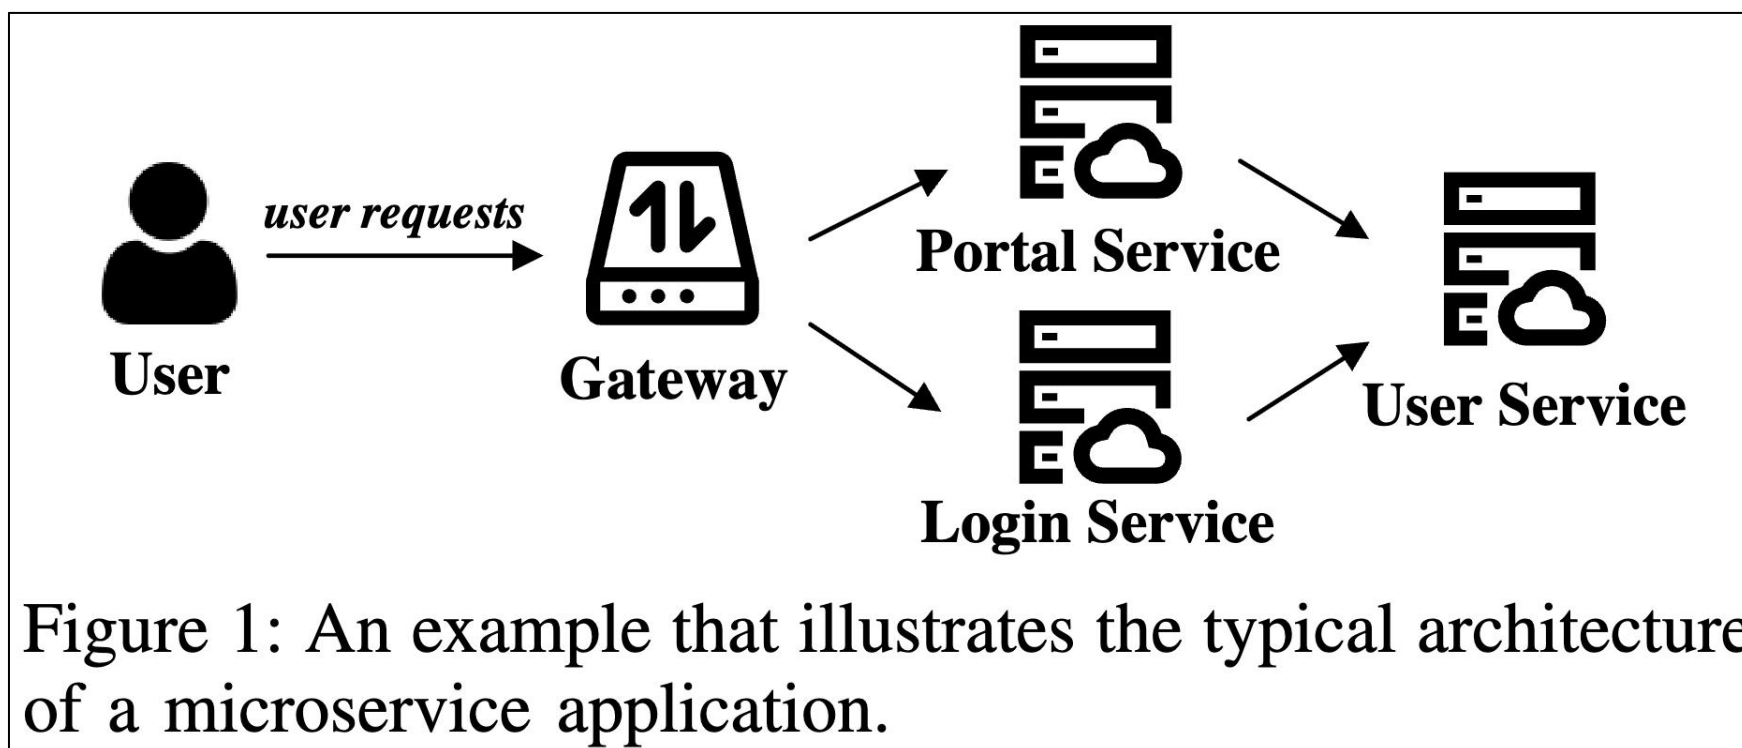 user requests
User
Gateway
Portal Service
Login Service
User Service
Figure 1: An example that illustrates the typical architecture
of a microservice application.